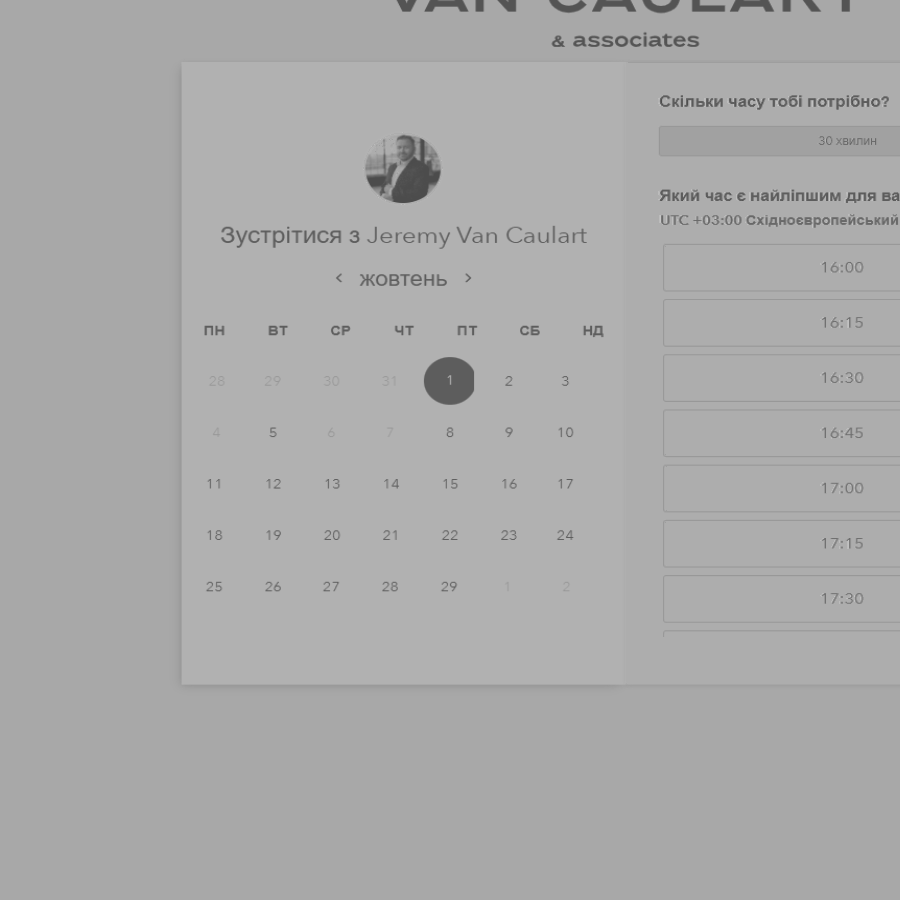 VAN CAULART
& associates
Зустрітися з Jeremy Van Caulart
‹ жовтень ›
ПН ВТ СР ЧТ ПТ СБ НД
28 29 30 31 1 2 3
4 5 6 7 8 9 10
11 12 13 14 15 16 17
18 19 20 21 22 23 24
25 26 27 28 29 1 2
Скільки часу тобі потрібно?
30 хвилин
Який час є найліпшим для ва
UTC +03:00 Східноєвропейський
16:00
16:15
16:30
16:45
17:00
17:15
17:30